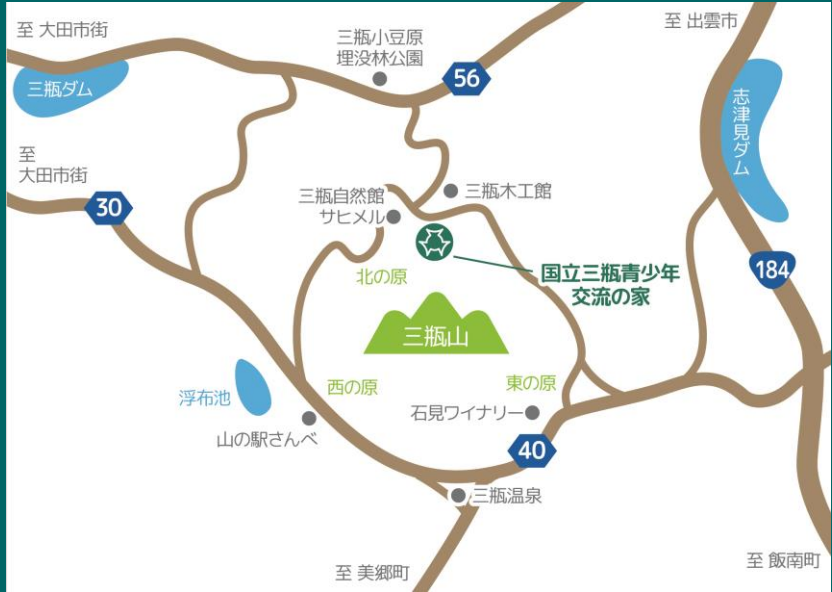 至 大田市街
三瓶小豆原
埋没林公園
至 出雲市
56
三瓶ダム
志津見ダム
至
大田市街
30
三瓶自然館
サヒメル
三瓶木工館
北の原
国立三瓶青少年
交流の家
184
三瓶山
西の原
東の原
浮布池
石見ワイナリー
山の駅さんべ
40
三瓶温泉
至 飯南町
至 美郷町